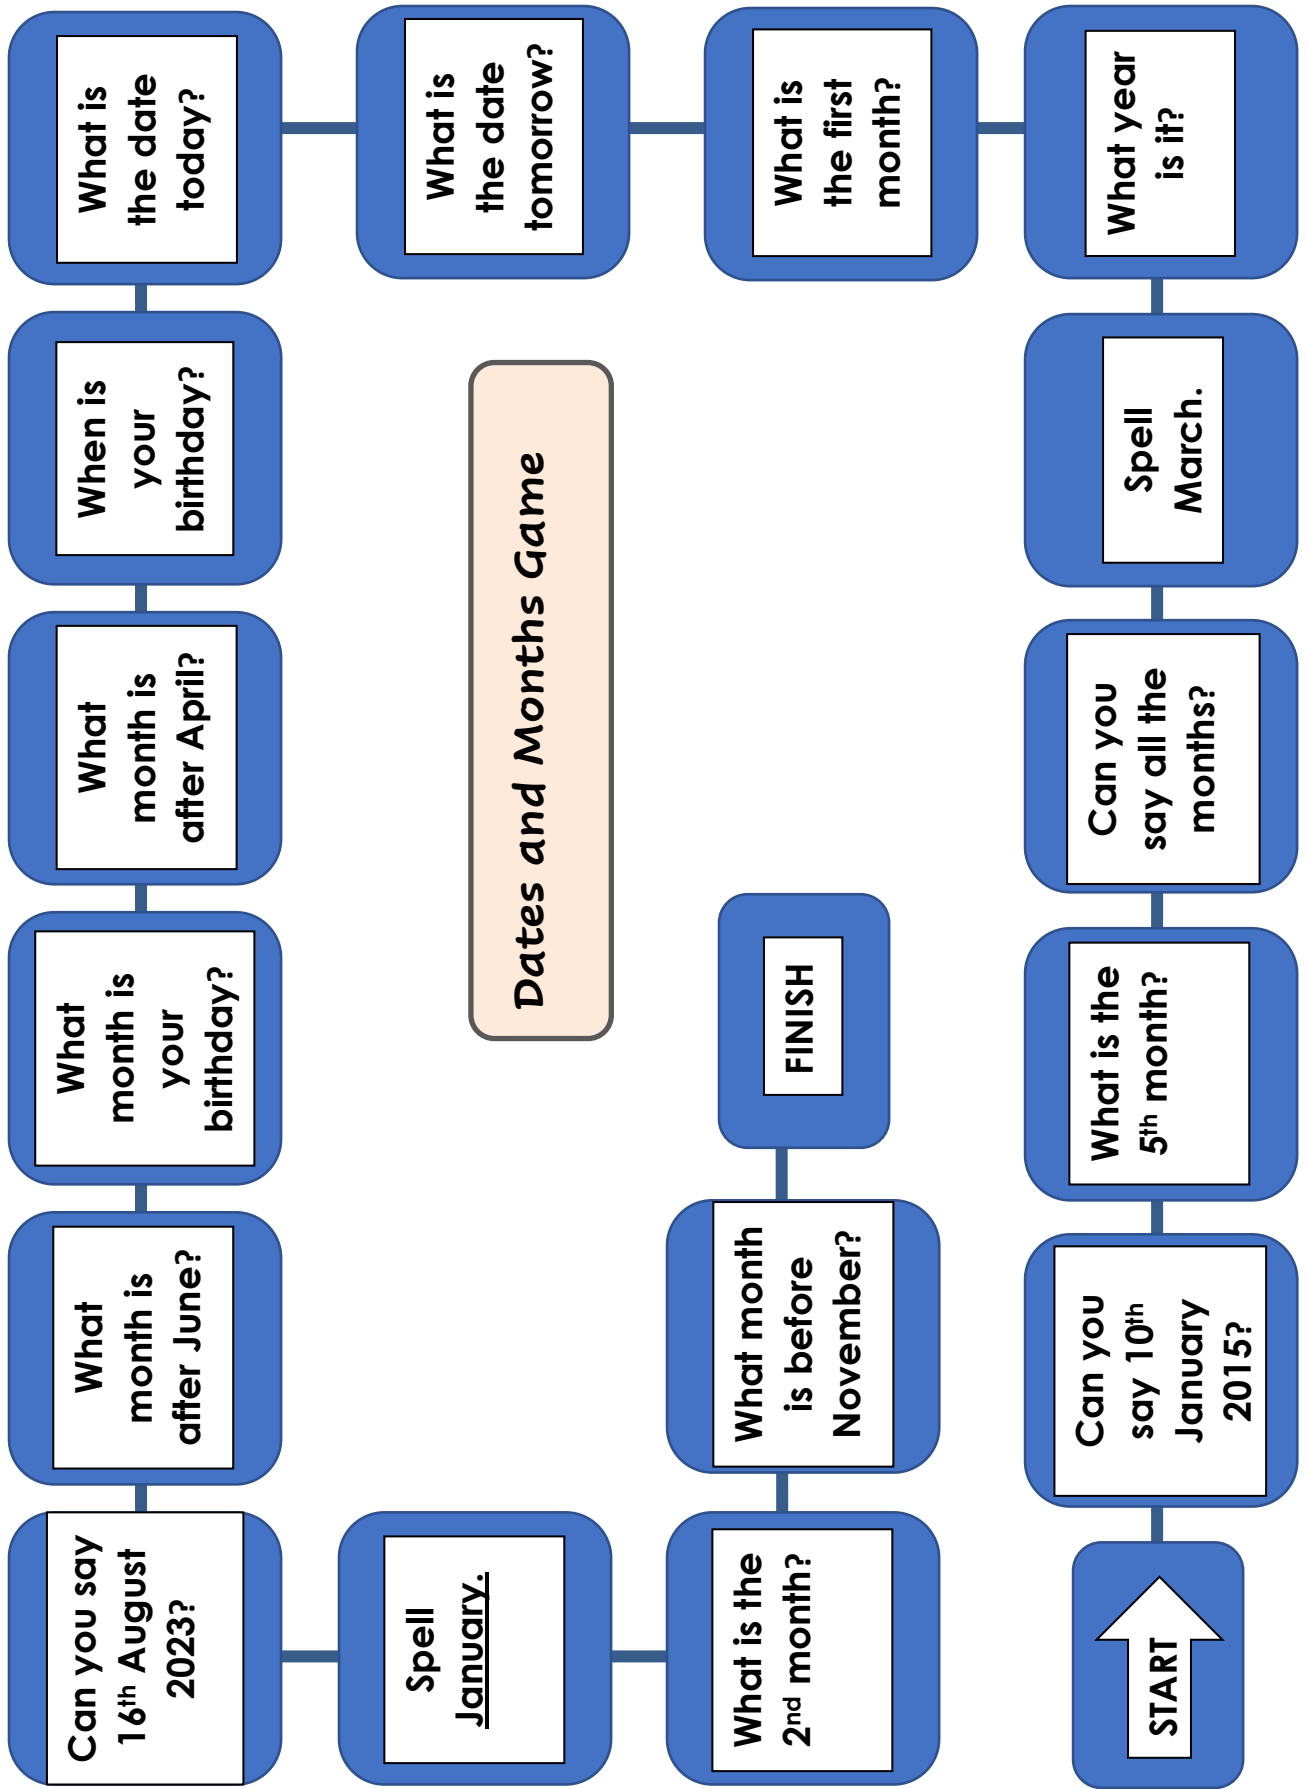 What is
the date
today?
What is
the date
tomorrow?
What is
the first
month?
What year
is it?
When is
your
birthday?
Spell
March.
What
month is
after April?
Can you
say all the
months?
Dates and Months Game
What
month is
your
birthday?
FINISH
What is the
5th month?
What
month is
after June?
What month
is before
November?
Can you
say 10th
January
2015?
Can you say
16th August
2023?
Spell
January.
What is the
2nd month?
START